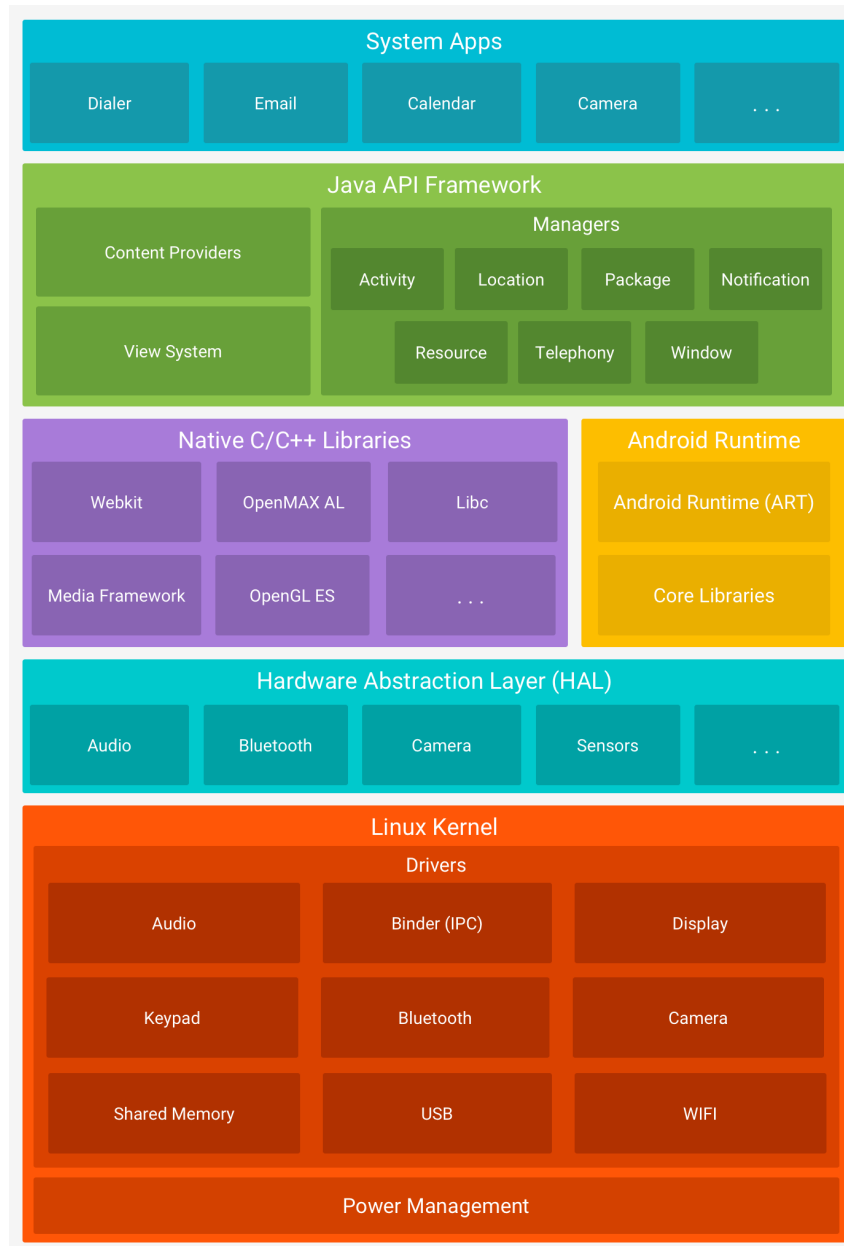 System Apps
Dialer Email Calendar Camera . . .
Java API Framework
Content Providers
View System
Managers
Activity Location Package Notification
Resource Telephony Window
Native C/C++ Libraries
Webkit OpenMAX AL Libc
Media Framework OpenGL ES . . .
Android Runtime
Android Runtime (ART)
Core Libraries
Hardware Abstraction Layer (HAL)
Audio Bluetooth Camera Sensors . . .
Linux Kernel
Drivers
Audio Binder (IPC) Display
Keypad Bluetooth Camera
Shared Memory USB WIFI
Power Management